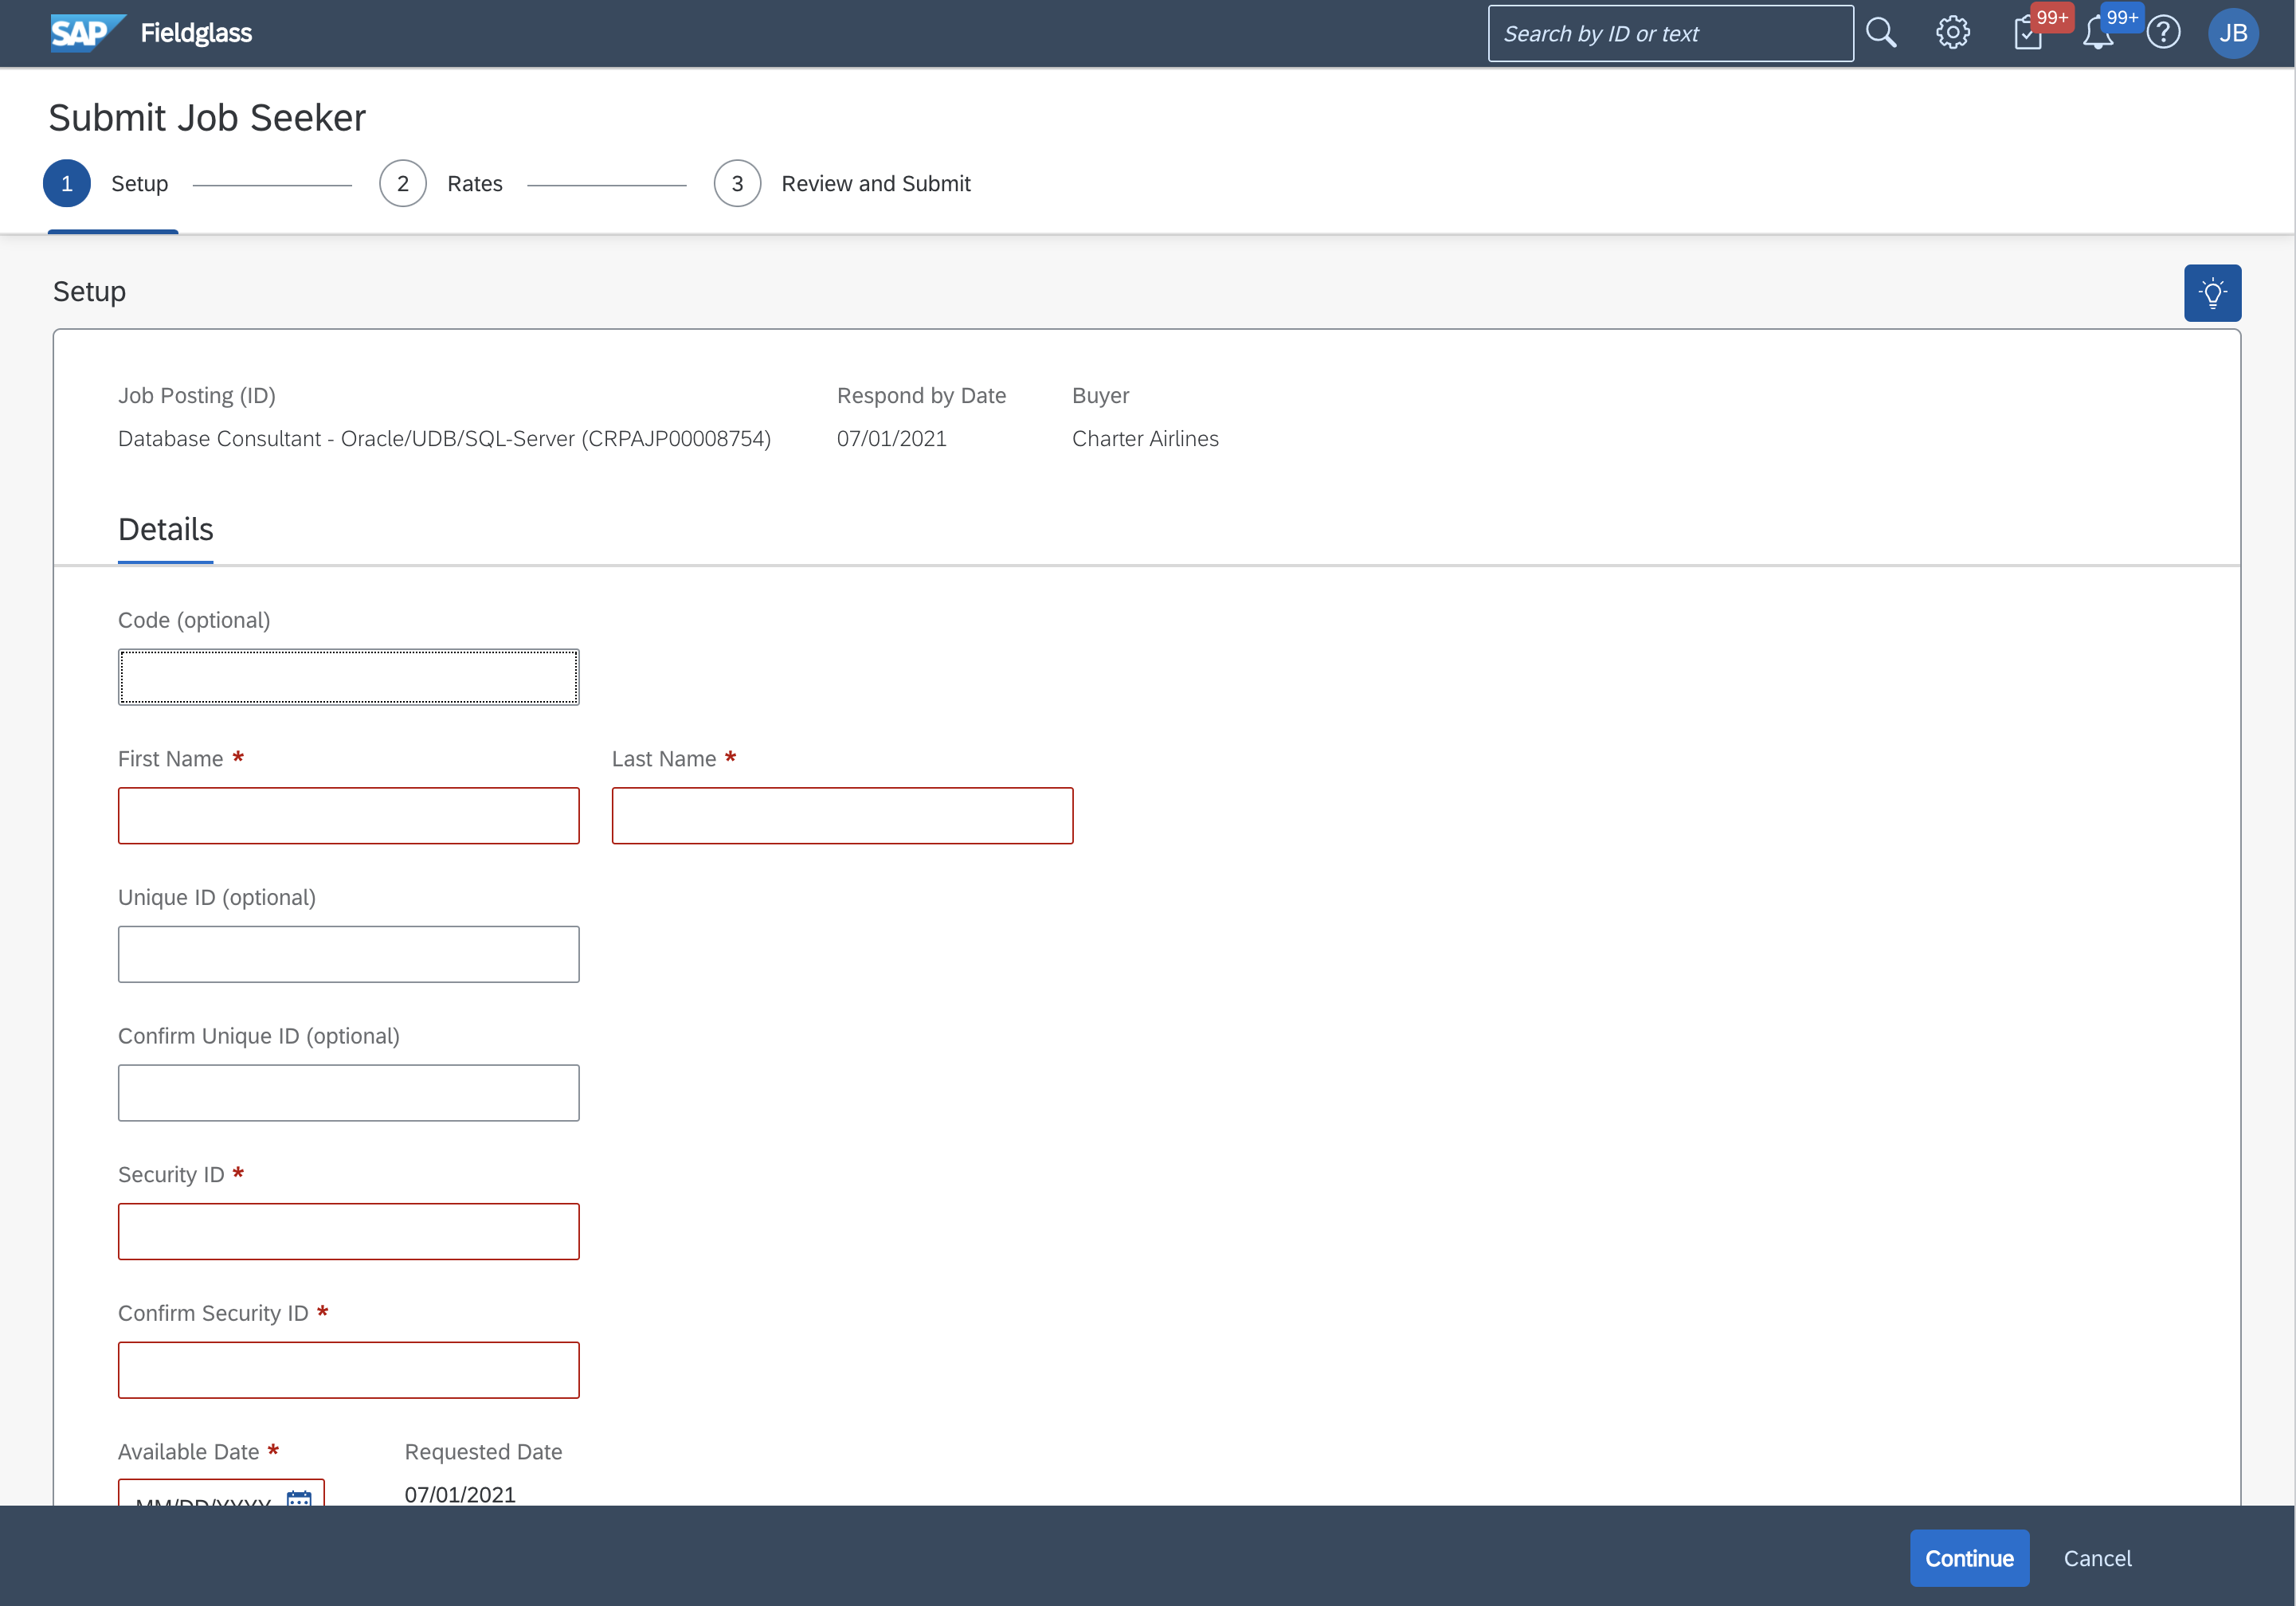 SAP Fieldglass
Search by ID or text
99+
99+
JB
Submit Job Seeker
1 Setup
2 Rates
3 Review and Submit
Setup
Job Posting (ID) Respond by Date Buyer
Database Consultant - Oracle/UDB/SQL-Server (CRPAJP00008754) 07/01/2021 Charter Airlines
Details
Code (optional)
First Name * Last Name *
Unique ID (optional)
Confirm Unique ID (optional)
Security ID *
Confirm Security ID *
Available Date * Requested Date
MM/DD/YYYY 07/01/2021
Continue Cancel